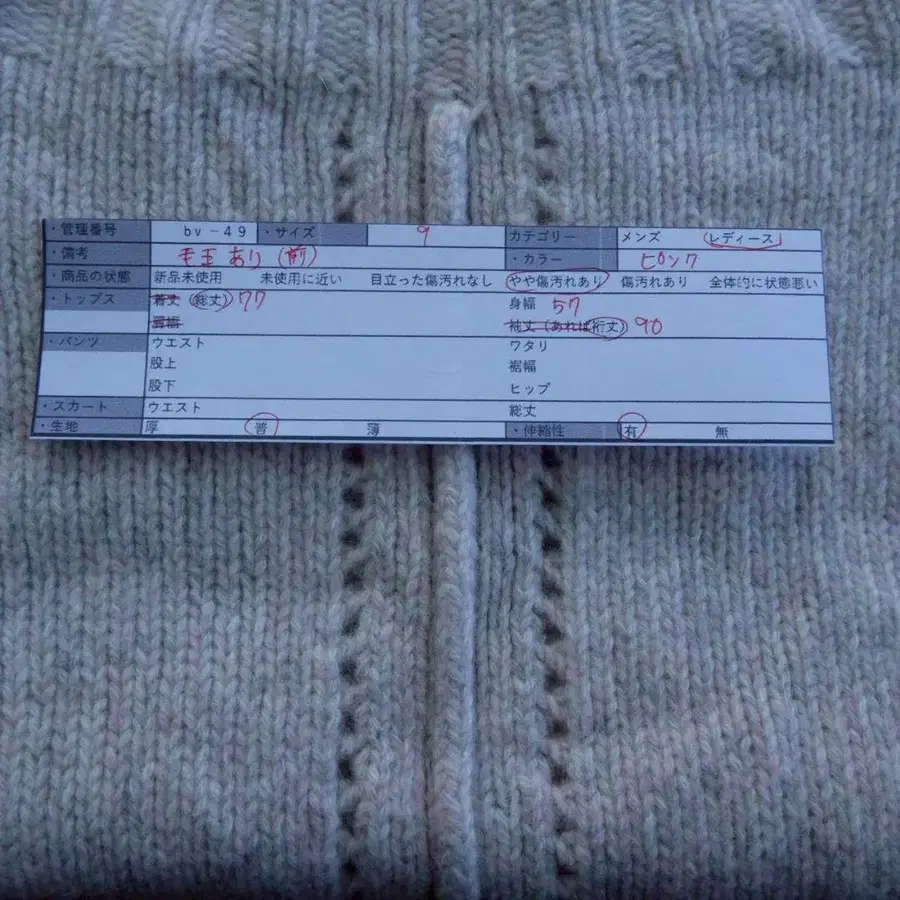 ・管理番号 bv-49 ・サイズ 9 カテゴリー メンズ (レディース)
・備考 毛玉あり(前) ・カラー ピンク
・商品の状態 新品未使用 未使用に近い 目立った傷汚れなし やや傷汚れあり 傷汚れあり 全体的に状態悪い
・トップス 着丈 (総丈) 77 身幅 57
肩幅 袖丈 (あれば裄丈) 90
・パンツ ウエスト ワタリ
股上 裾幅
股下 ヒップ
・スカート ウエスト 総丈
・生地 厚 普 薄 ・伸縮性 有 無